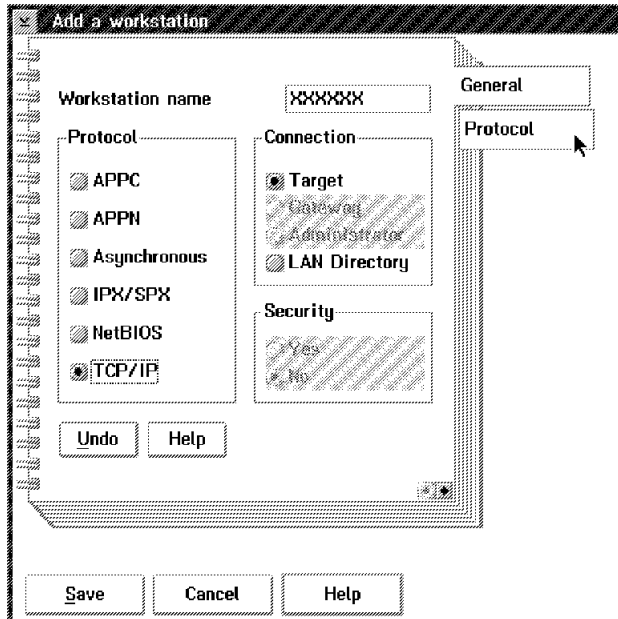 Add a workstation
General
Workstation name XXXXXX
Protocol
Protocol
APPC
APPN
Asynchronous
IPX/SPX
NetBIOS
TCP/IP
Connection
Target
Gateway
Administrator
LAN Directory
Security
Yes
No
Undo Help
Save Cancel Help